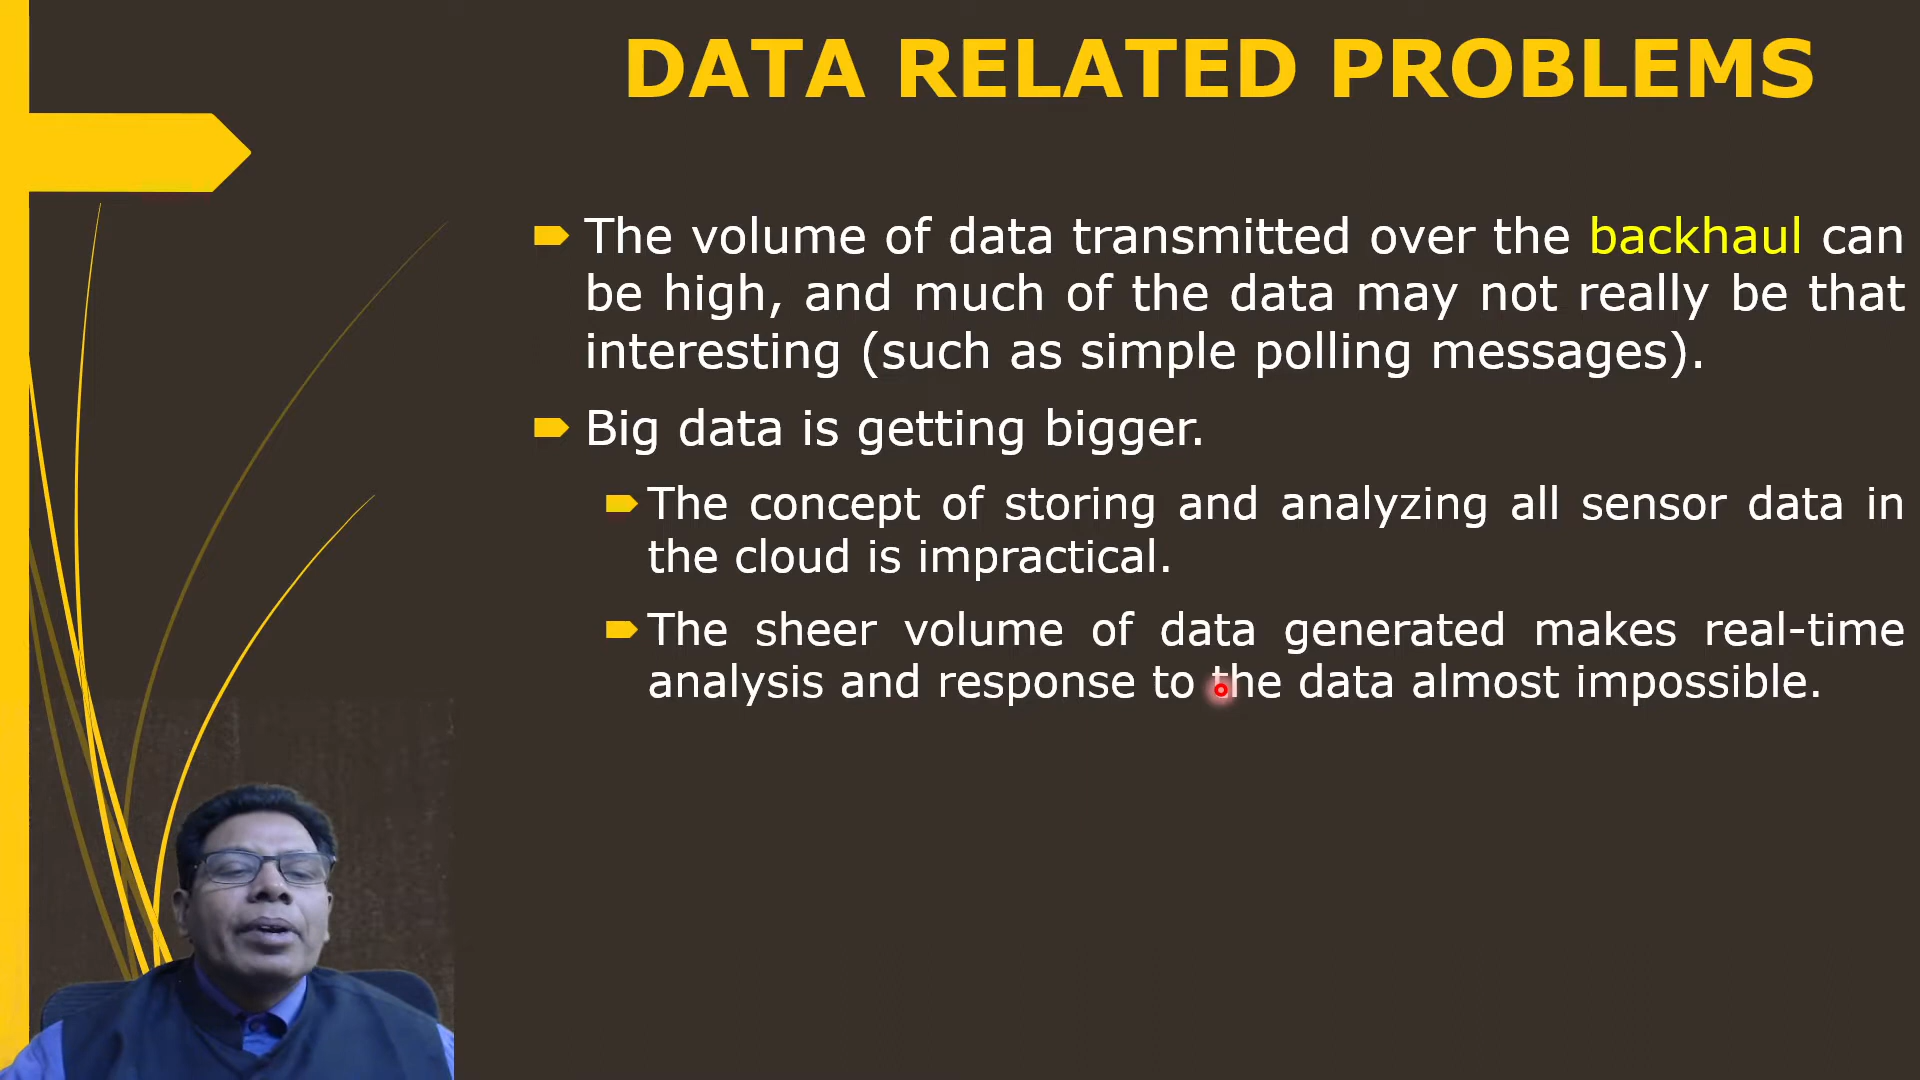 DATA RELATED PROBLEMS
The volume of data transmitted over the backhaul can
be high, and much of the data may not really be that
interesting (such as simple polling messages).
Big data is getting bigger.
The concept of storing and analyzing all sensor data in
the cloud is impractical.
The sheer volume of data generated makes real-time
analysis and response to the data almost impossible.